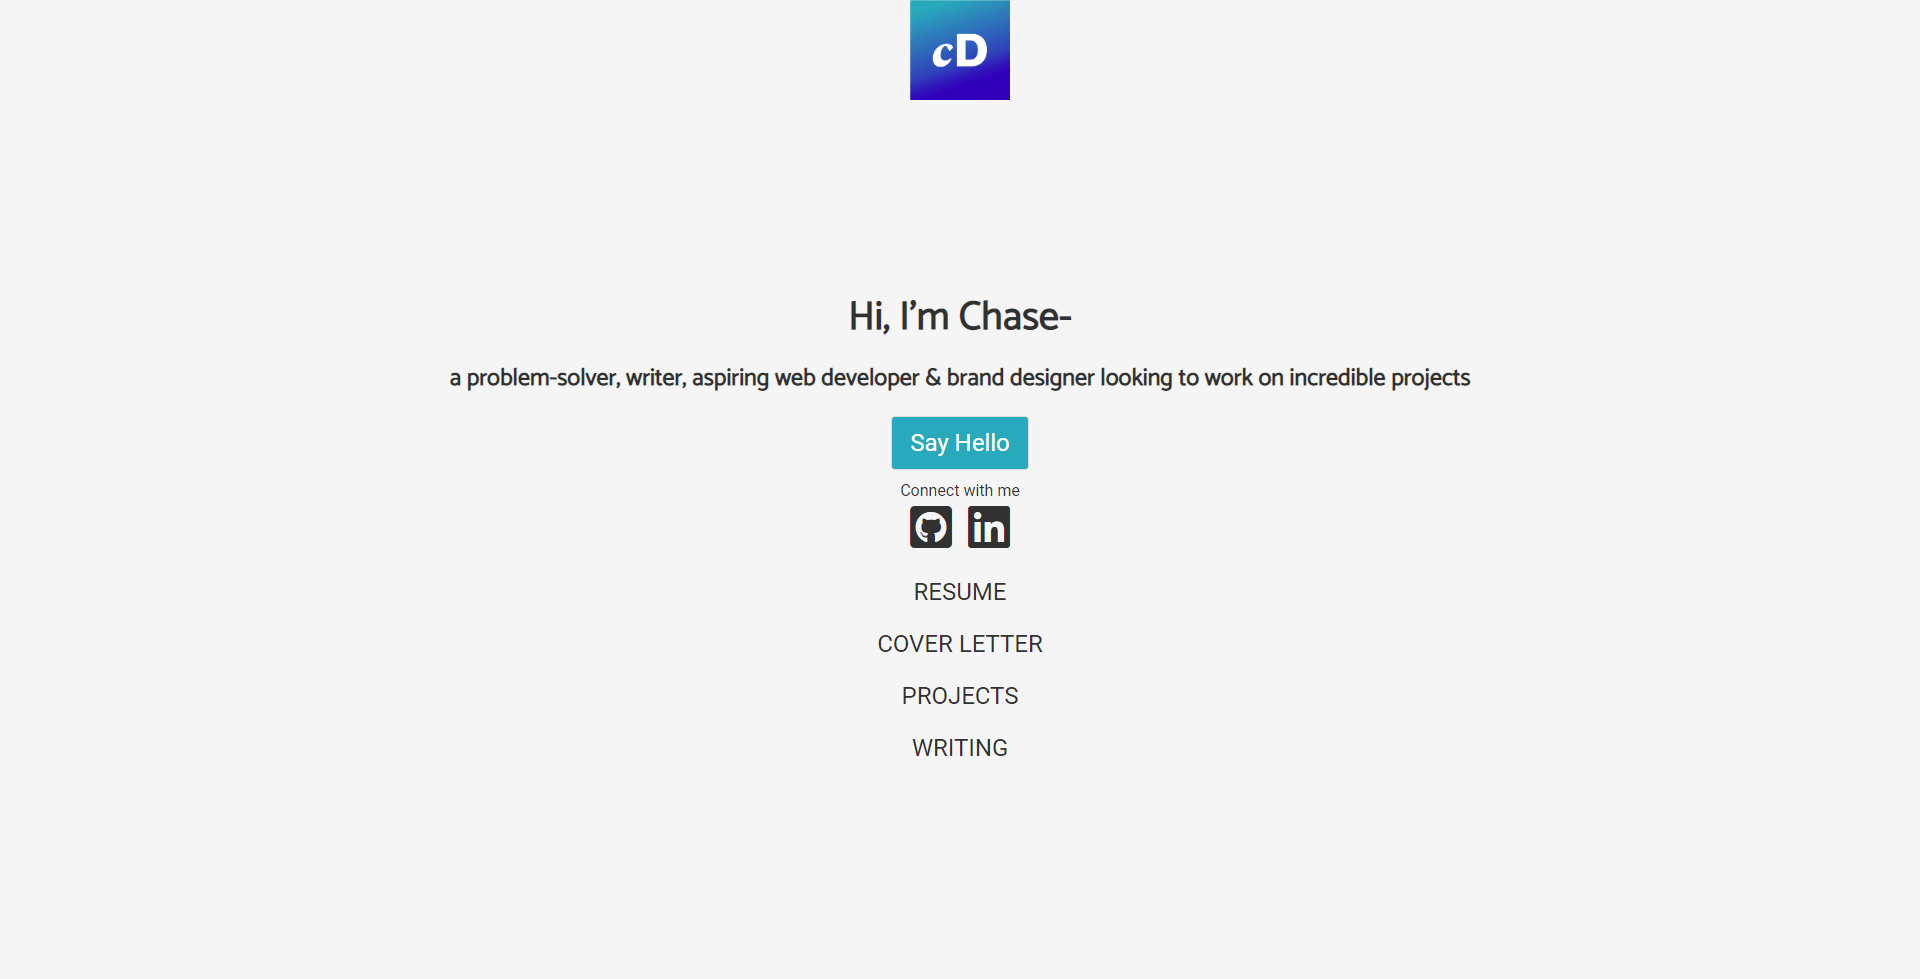 cD
Hi, I’m Chase-
a problem-solver, writer, aspiring web developer & brand designer looking to work on incredible projects
Say Hello
Connect with me
in
RESUME
COVER LETTER
PROJECTS
WRITING